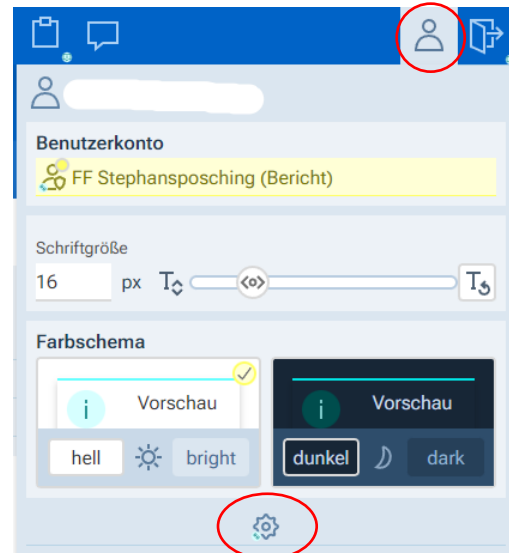 Benutzerkonto
FF Stephansposching (Bericht)
Schriftgröße
16 px
Farbschema
Vorschau Vorschau
hell bright dunkel dark